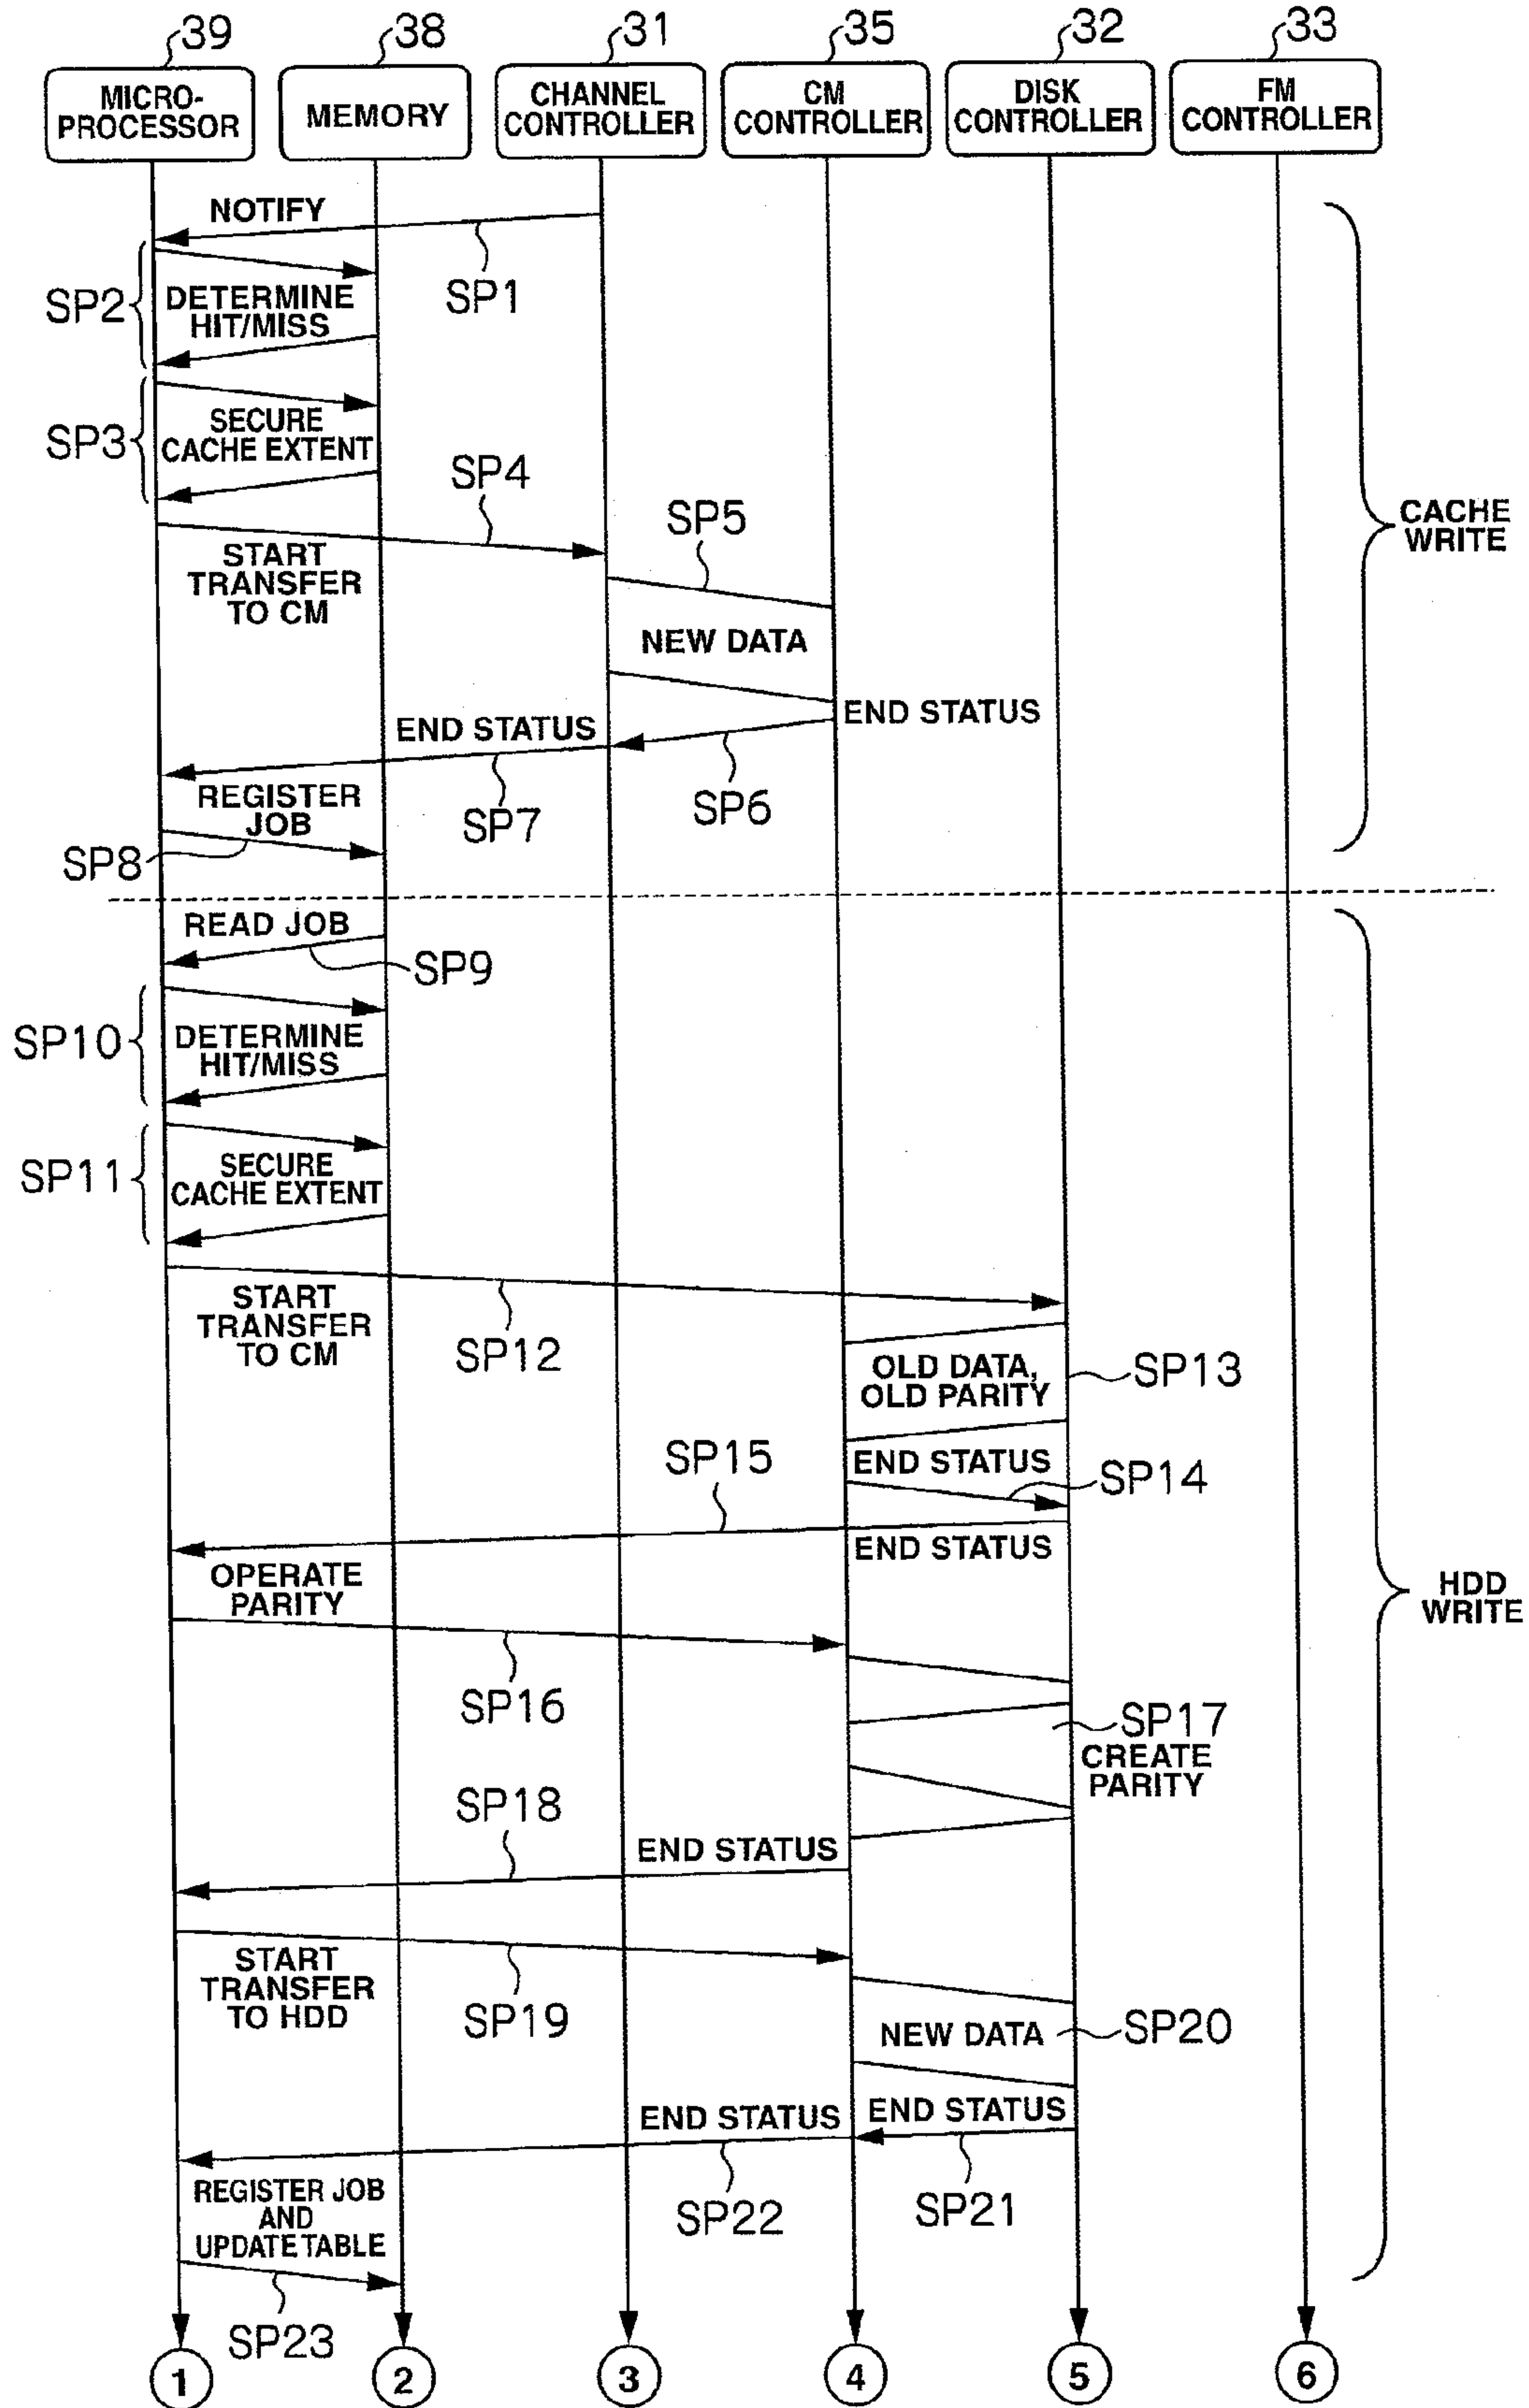 39
38
31
35
32
33
MICRO-
PROCESSOR
MEMORY
CHANNEL
CONTROLLER
CM
CONTROLLER
DISK
CONTROLLER
FM
CONTROLLER
NOTIFY
SP1
SP2
DETERMINE
HIT/MISS
SP3
SECURE
CACHE EXTENT
SP4
SP5
CACHE
WRITE
START
TRANSFER
TO CM
NEW DATA
END STATUS
END STATUS
SP6
SP7
REGISTER
JOB
SP8
READ JOB
SP9
SP10
DETERMINE
HIT/MISS
SP11
SECURE
CACHE EXTENT
START
TRANSFER
TO CM
SP12
OLD DATA,
OLD PARITY
SP13
END STATUS
SP14
SP15
END STATUS
OPERATE
PARITY
HDD
WRITE
SP16
SP17
CREATE
PARITY
SP18
END STATUS
START
TRANSFER
TO HDD
SP19
NEW DATA
SP20
END STATUS
END STATUS
SP21
SP22
REGISTER JOB
AND
UPDATE TABLE
SP23
1
2
3
4
5
6